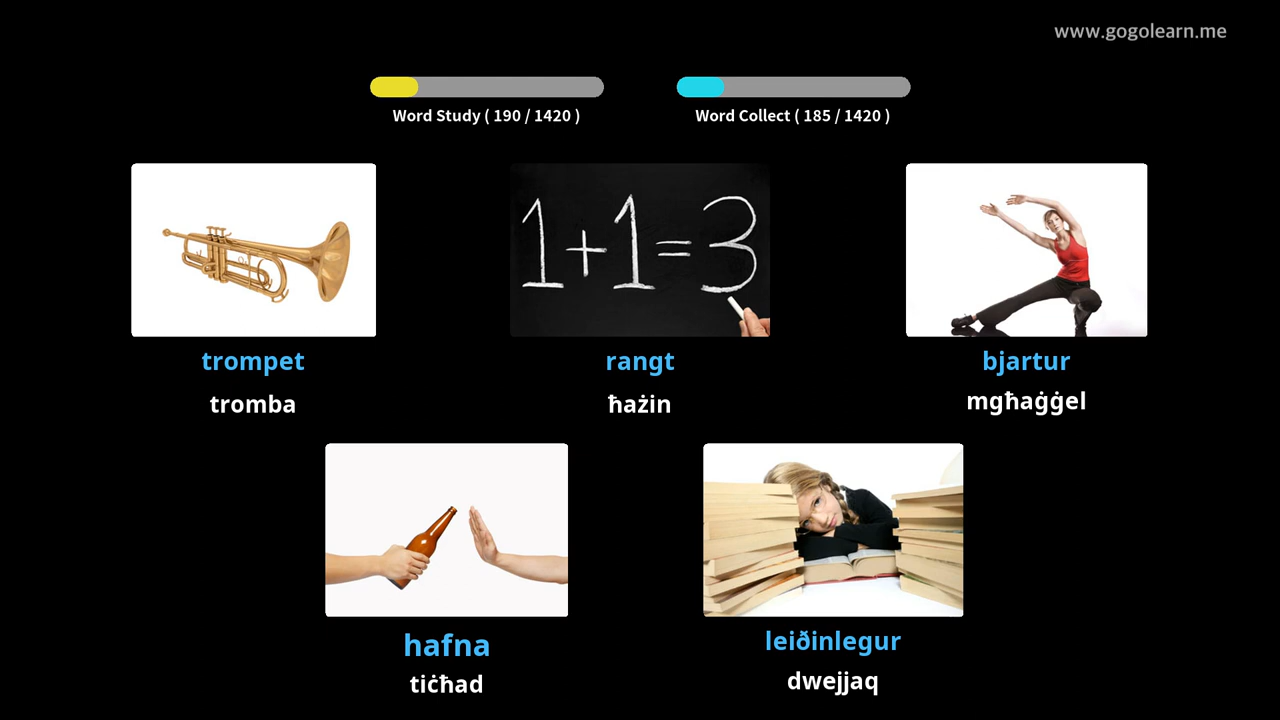 www.gogolearn.me
Word Study ( 190 / 1420 )
Word Collect ( 185 / 1420 )
1+1=3
trompet
rangt
bjartur
tromba
ħażin
mgħaġġel
hafna
leiðinlegur
tiċħad
dwejjaq